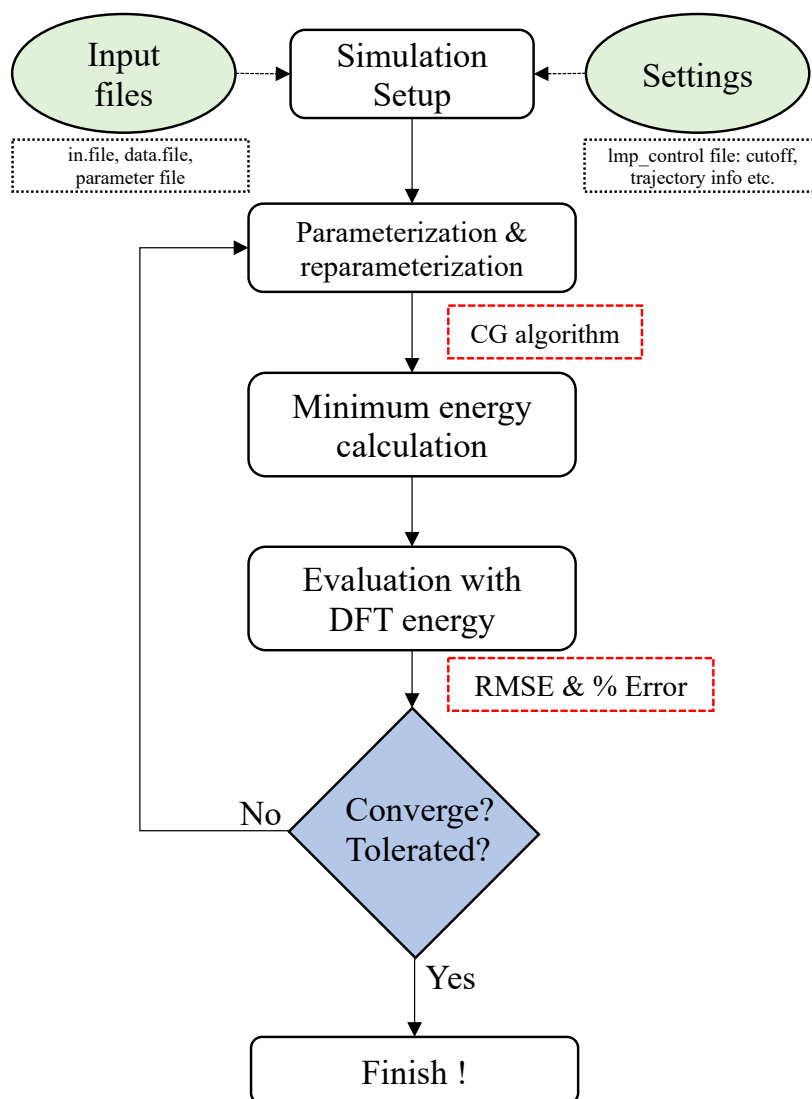 Input
files
Simulation
Setup
Settings
in.file, data.file,
parameter file
lmp_control file: cutoff,
trajectory info etc.
Parameterization &
reparameterization
CG algorithm
Minimum energy
calculation
Evaluation with
DFT energy
RMSE & % Error
Converge?
Tolerated?
No
Yes
Finish !